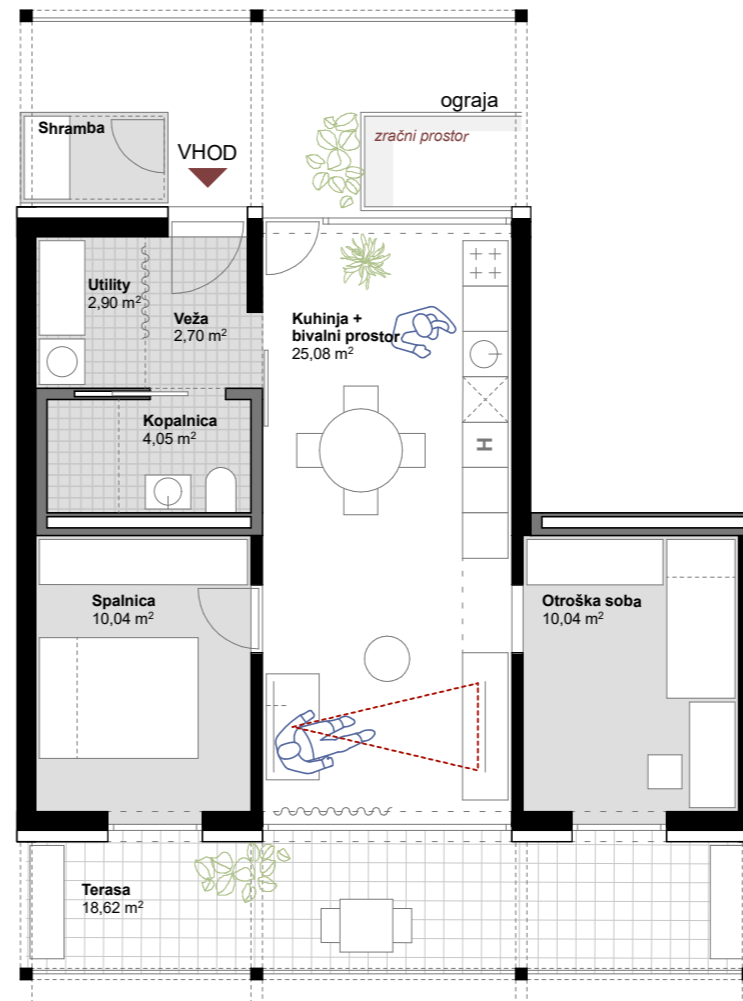 ograja
Shramba
zračni prostor
VHOD
Utility
2,90 m²
Veža
2,70 m²
Kuhinja +
bivalni prostor
25,08 m²
Kopalnica
4,05 m²
H
Spalnica
10,04 m²
Otroška soba
10,04 m²
Terasa
18,62 m²